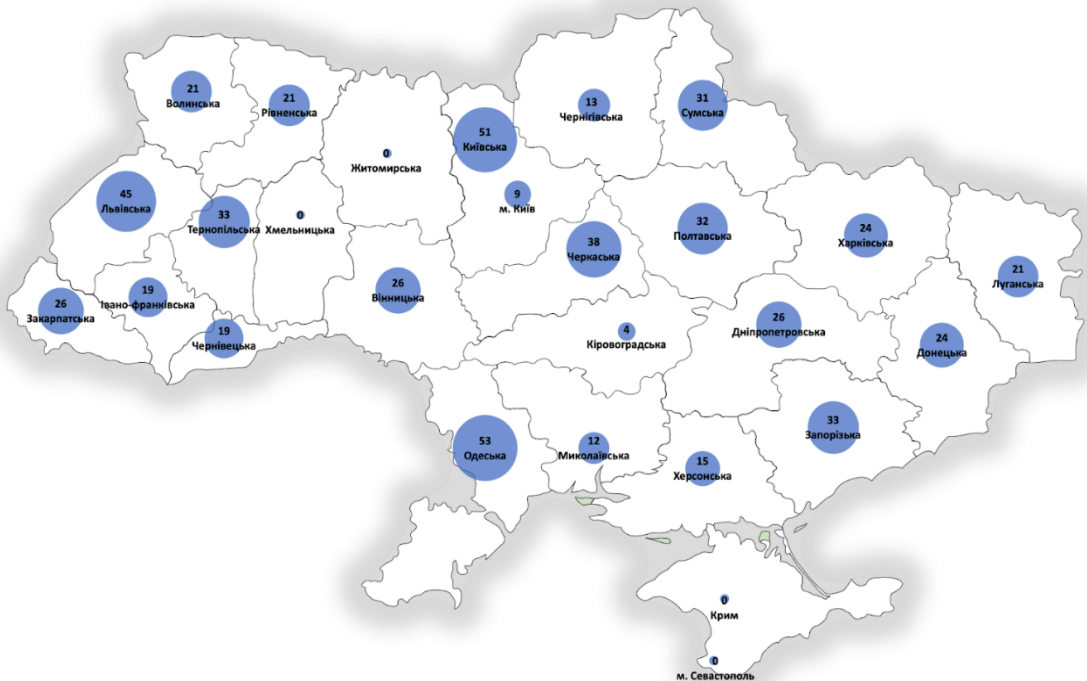 21
Волинська
21
Рівненська
13
Чернігівська
31
Сумська
51
Київська
0
Житомирська
9
м. Київ
45
Львівська
33
Тернопільська
0
Хмельницька
38
Черкаська
32
Полтавська
24
Харківська
21
Луганська
26
Закарпатська
19
Івано-франківська
26
Вінницька
19
Чернівецька
4
Кіровоградська
26
Дніпропетровська
24
Донецька
53
Одеська
12
Миколаївська
15
Херсонська
33
Запорізька
0
Крим
0
м. Севастополь